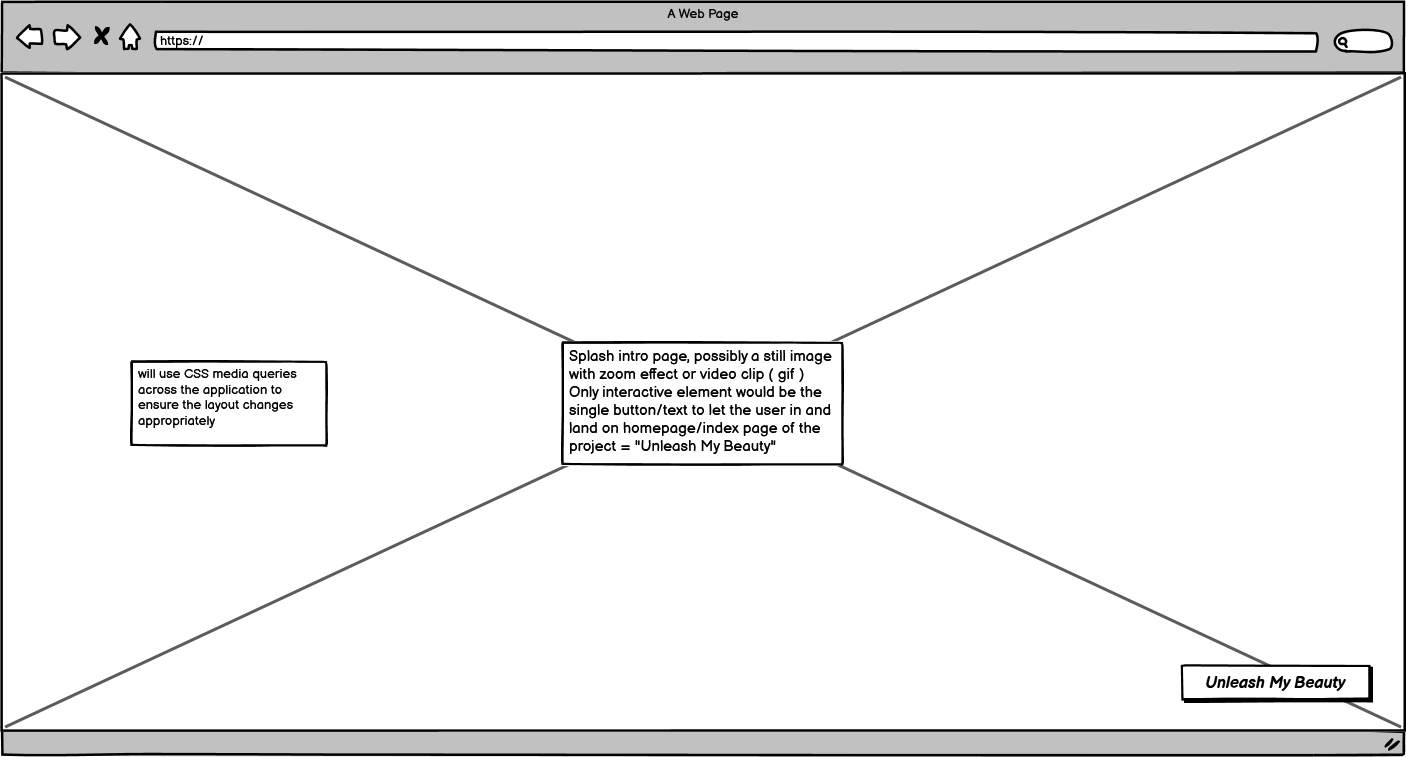 A Web Page
https://
will use CSS media queries
across the application to
ensure the layout changes
appropriately
Splash intro page, possibly a still image
with zoom effect or video clip ( gif )
Only interactive element would be the
single button/text to let the user in and
land on homepage/index page of the
project = "Unleash My Beauty"
Unleash My Beauty